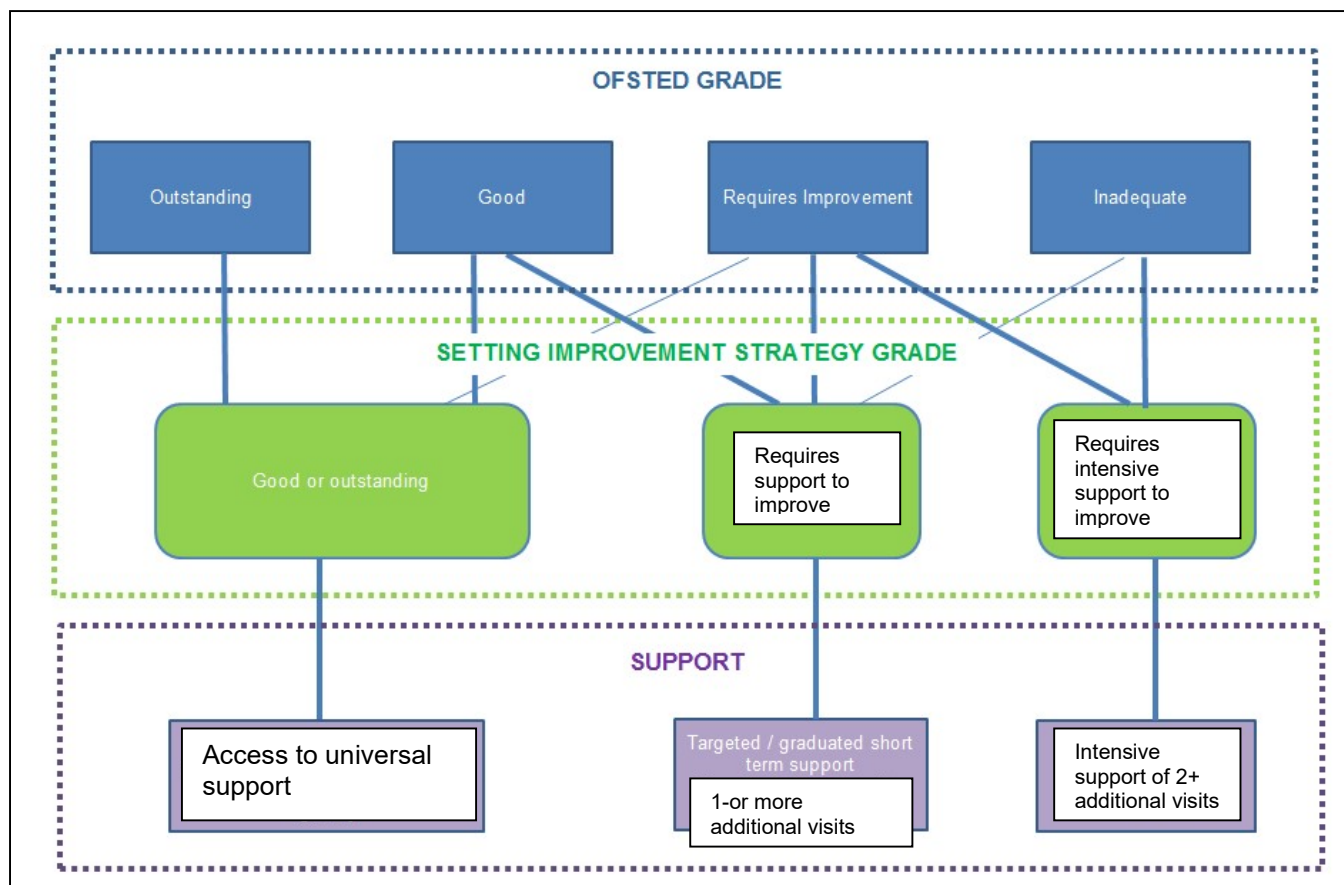 OFSTED GRADE
Outstanding
Good
Requires Improvement
Inadequate
SETTING IMPROVEMENT STRATEGY GRADE
Good or outstanding
Requires
support to
improve
Requires
intensive
support to
improve
SUPPORT
Access to universal
support
Targeted / graduated short
term support
1-or more
additional visits
Intensive
support of 2+
additional visits